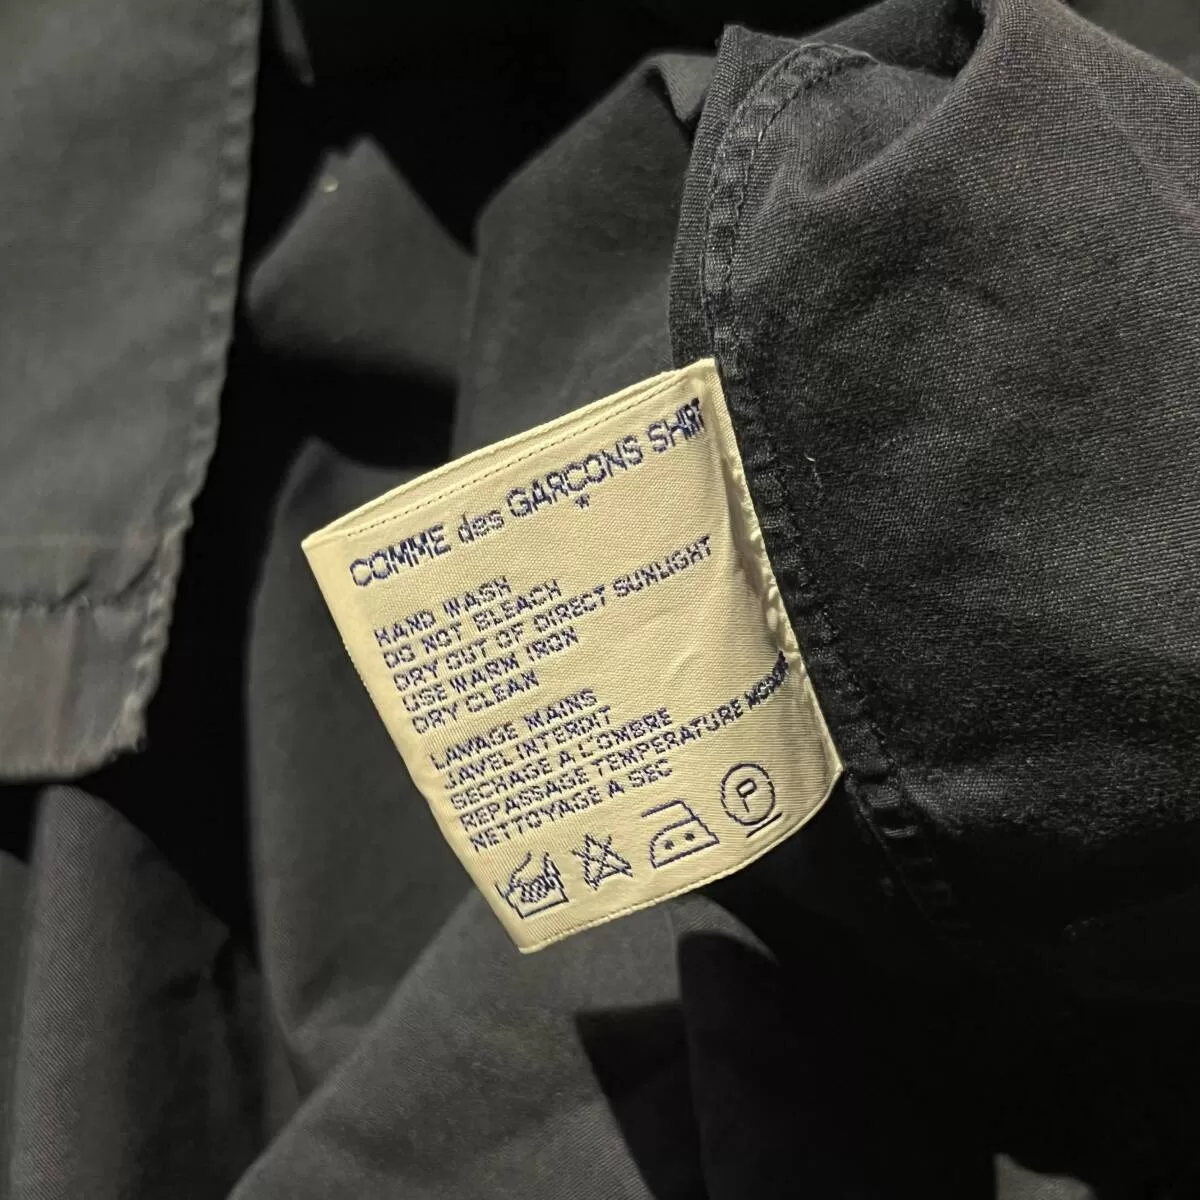 COMME des GARCONS SHIRT
*
HAND WASH
DO NOT BLEACH
DRY OUT OF DIRECT SUNLIGHT
USE WARM IRON
DRY CLEAN
LAVAGE MAINS
JAVEL INTERDIT
SECHAGE A L'OMBRE
REPASSAGE TEMPERATURE
NETTOYAGE A SEC
P